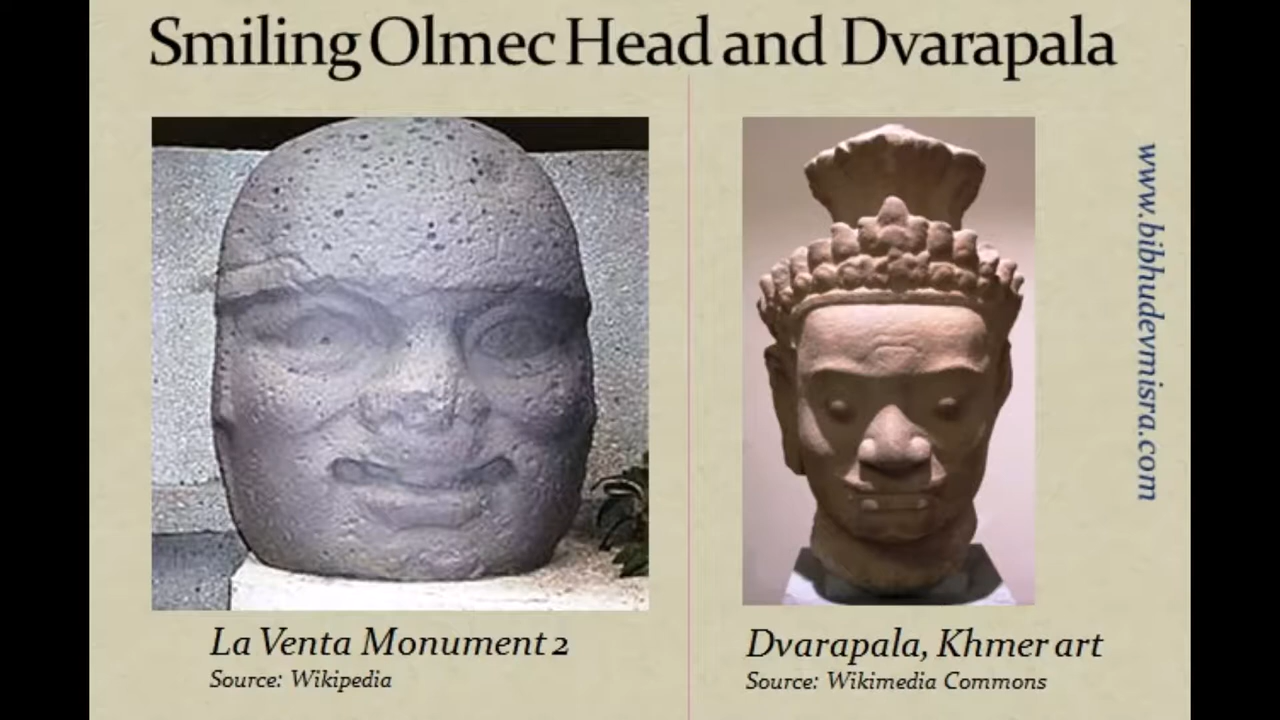 Smiling Olmec Head and Dvarapala
La Venta Monument 2
Source: Wikipedia
Dvarapala, Khmer art
Source: Wikimedia Commons
www.bibhudevmisra.com